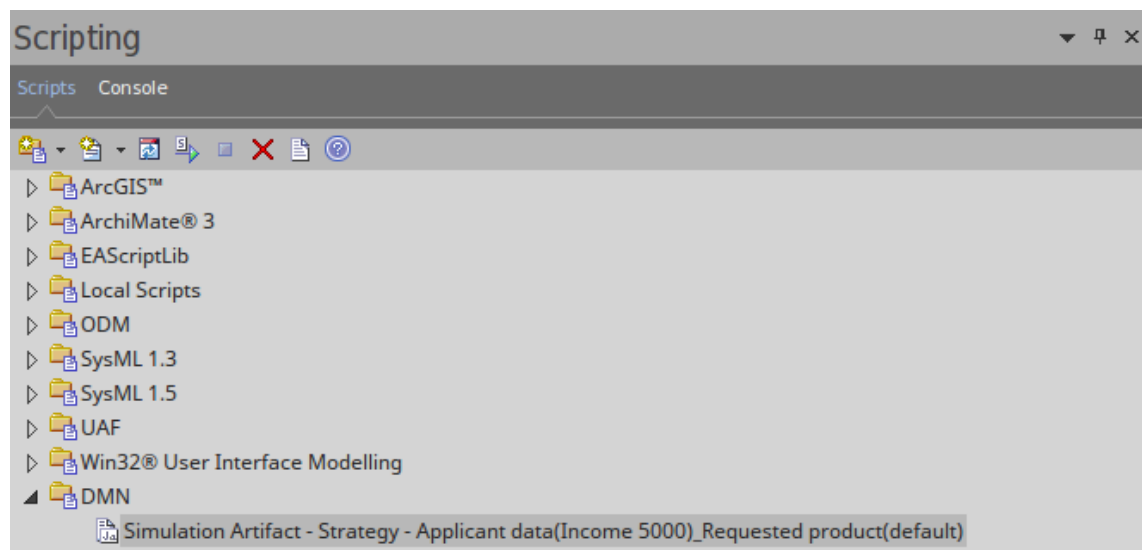 Scripting
Scripts Console
ArcGIS™
ArchiMate® 3
EAScriptLib
Local Scripts
ODM
SysML 1.3
SysML 1.5
UAF
Win32® User Interface Modelling
DMN
Simulation Artifact - Strategy - Applicant data(Income 5000)_Requested product(default)